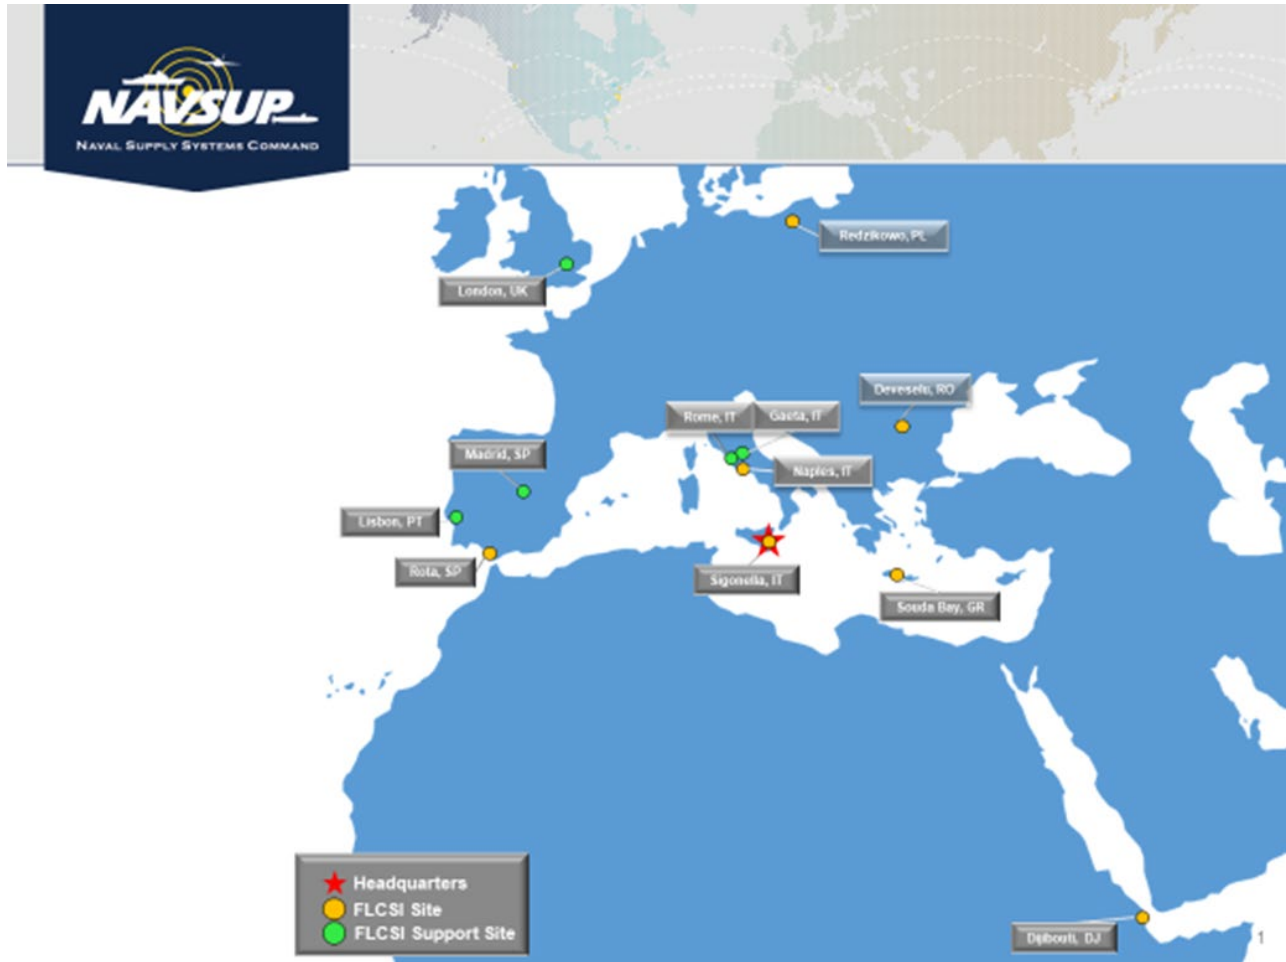 NAVSUP
NAVAL SUPPLY SYSTEMS COMMAND
Redzikowo, PL
London, UK
Deveselu, RO
Rome, IT
Gaeta, IT
Madrid, SP
Naples, IT
Lisbon, PT
Rota, SP
Sigonella, IT
Souda Bay, GR
Headquarters
FLCSI Site
FLCSI Support Site
Djibouti, DJ
1